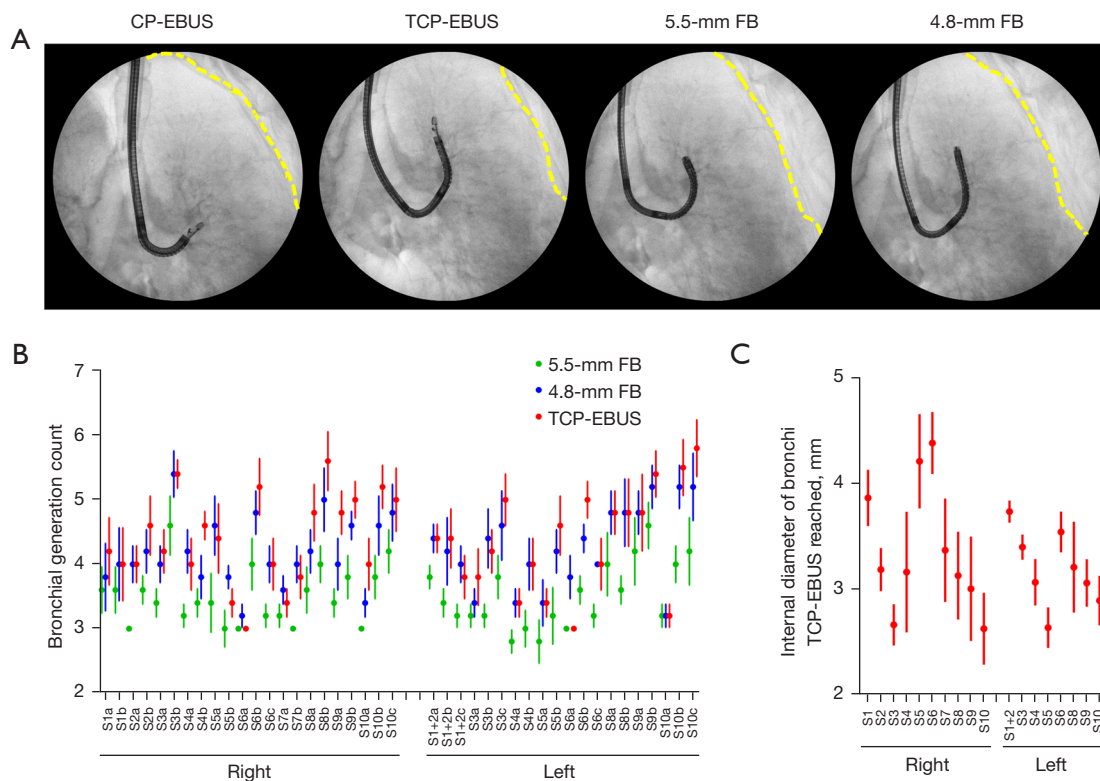 CP-EBUS TCP-EBUS 5.5-mm FB 4.8-mm FB
A
B
7
6
5
4
3
2
Bronchial generation count
5.5-mm FB
4.8-mm FB
TCP-EBUS
S1a S1b S2a S2b S3a S3b S4a S4b S5a S5b S6a S6b S6c S7a S7b S8a S8b S9a S9b S10a S10b S10c
Right
S1+2a S1+2b S1+2c S3a S3b S3c S4a S4b S5a S5b S6a S6b S6c S8a S8b S9a S9b S10a S10b S10c
Left
C
5
4
3
2
Internal diameter of bronchi
TCP-EBUS reached, mm
S1 S2 S3 S4 S5 S6 S7 S8 S9 S10
Right
S1+2 S3 S4 S5 S6 S8 S9 S10
Left